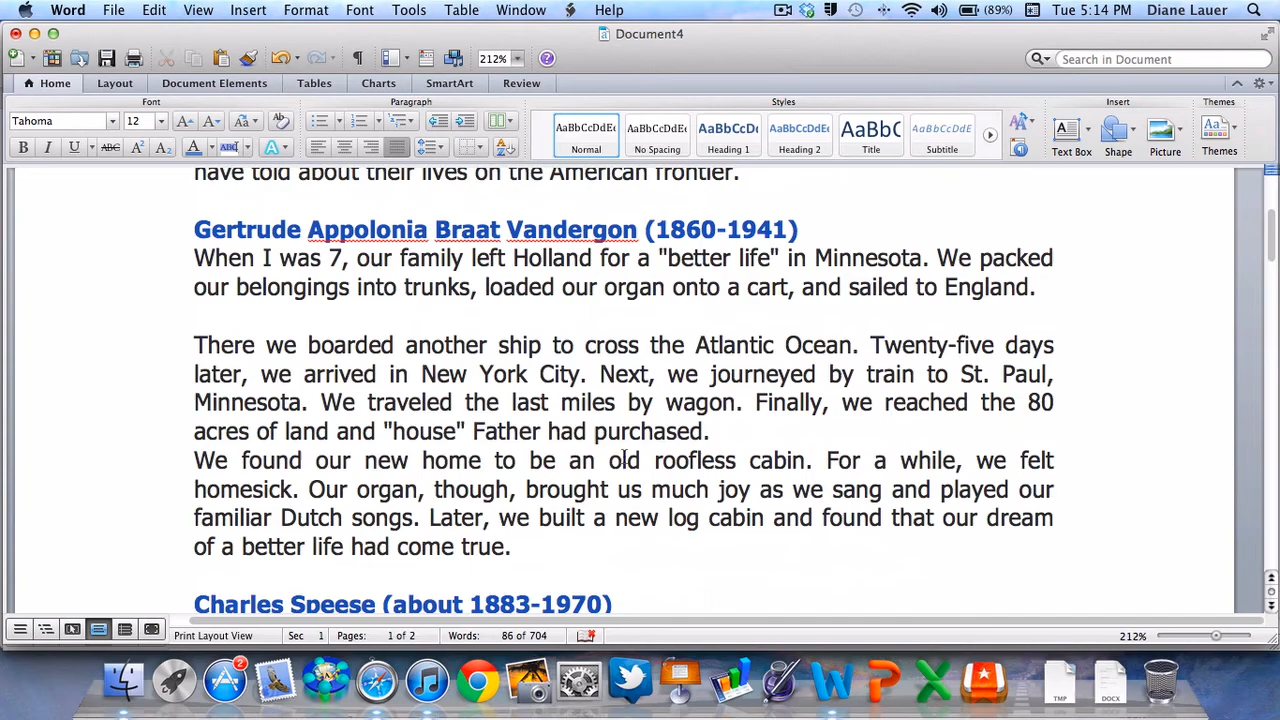 Word File Edit View Insert Format Font Tools Table Window Help (89%) Tue 5:14 PM Diane Lauer
Document4
212% Search in Document
Home Layout Document Elements Tables Charts SmartArt Review
Font Paragraph Styles Insert Themes
Tahoma 12
AaBbCcDdEe AaBbCcDdEe AaBbCcDc AaBbCcDdEe AaBbC AaBbCcDdEe
Normal No Spacing Heading 1 Heading 2 Title Subtitle Text Box Shape Picture Themes
have told about their lives on the American frontier.
Gertrude Appolonia Braat Vandergon (1860-1941)
When I was 7, our family left Holland for a "better life" in Minnesota. We packed
our belongings into trunks, loaded our organ onto a cart, and sailed to England.
There we boarded another ship to cross the Atlantic Ocean. Twenty-five days
later, we arrived in New York City. Next, we journeyed by train to St. Paul,
Minnesota. We traveled the last miles by wagon. Finally, we reached the 80
acres of land and "house" Father had purchased.
We found our new home to be an old roofless cabin. For a while, we felt
homesick. Our organ, though, brought us much joy as we sang and played our
familiar Dutch songs. Later, we built a new log cabin and found that our dream
of a better life had come true.
Charles Speese (about 1883-1970)
Print Layout View Sec 1 Pages: 1 of 2 Words: 86 of 704 212%
2
TMP DOCX